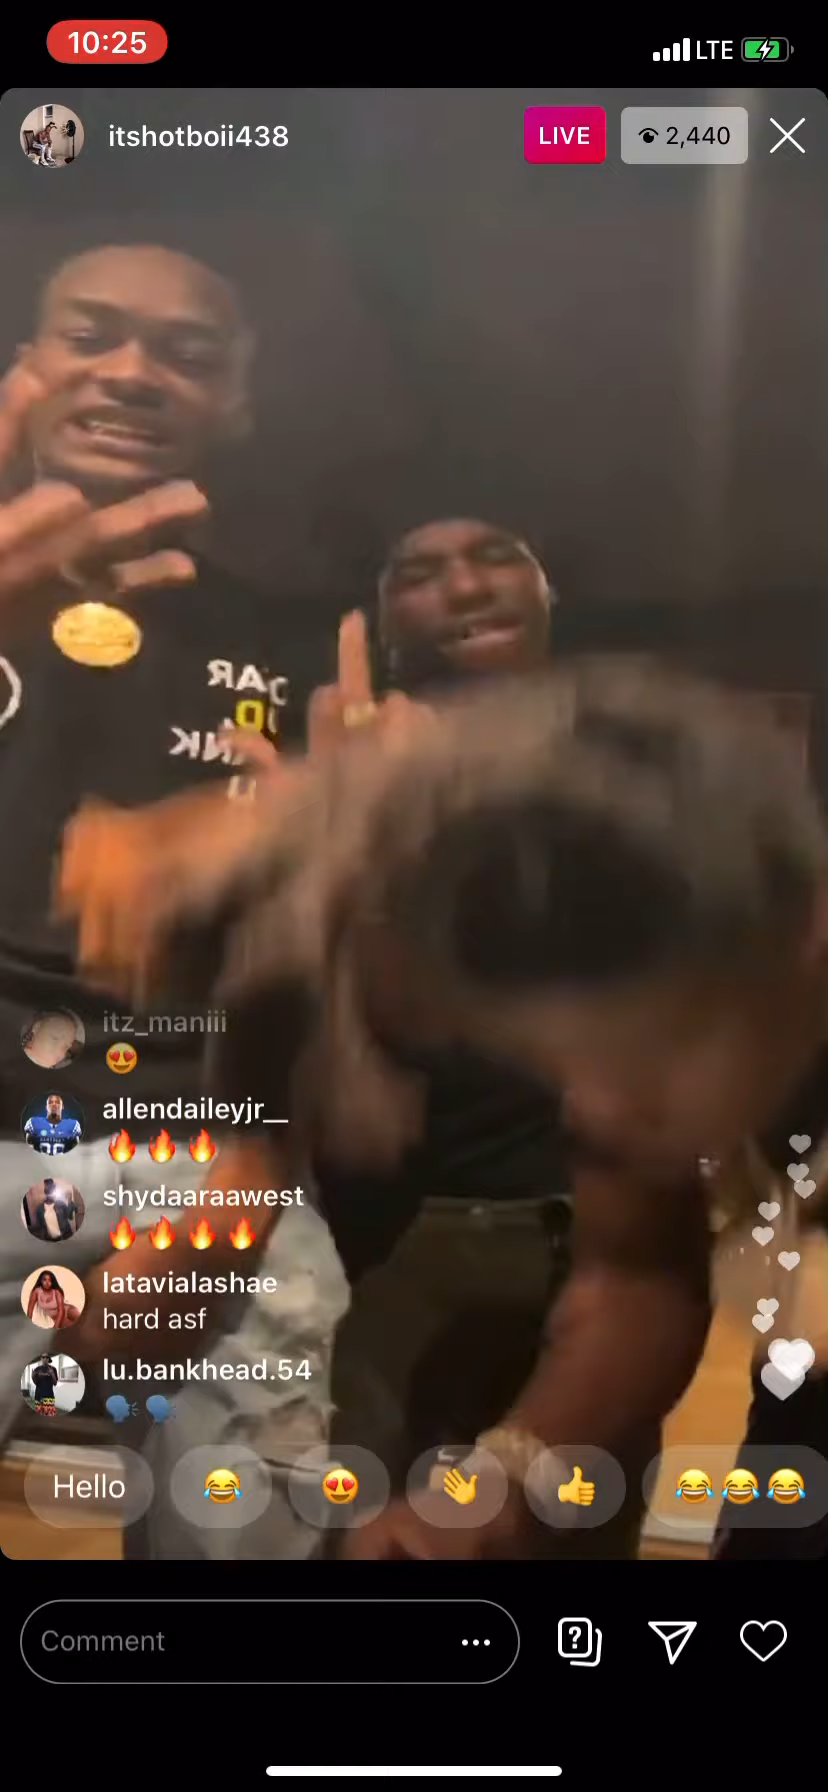 10:25
LTE
itshotboii438
LIVE
2,440
itz_maniii
😍
allendaileyjr__
🔥🔥🔥
shydaaraawest
🔥🔥🔥🔥
latavialashae
hard asf
lu.bankhead.54
🗣🗣
Hello
😂
😍
👋
👍
😂😂😂
Comment